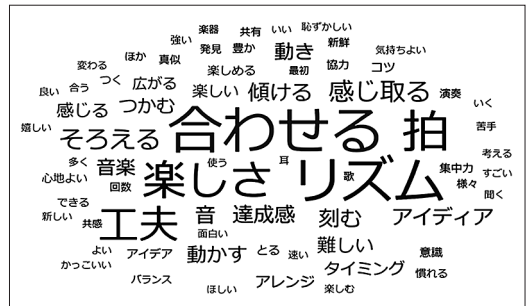 楽器 共有 いい 恥ずかしい
強い 発見 豊か 動き 新鮮
ほか 真似 協力 気持ちよい
変わる 楽しめる 最初 コツ
良い 合う つく 広がる 楽しい 傾ける 感じ取る 演奏
感じる つかむ いく
嬉しい そろえる 合わせる 拍 苦手
多く 音楽 使う 耳 考える
心地よい 回数 楽しさ 歌 リズム 集中力 様々 すごい
できる 聞く
新しい 共感 工夫 音 達成感 刻む アイディア
面白い
よい アイデア 動かす とる 速い 難しい 意識
かっこいい タイミング 慣れる
バランス ほしい アレンジ 楽しむ